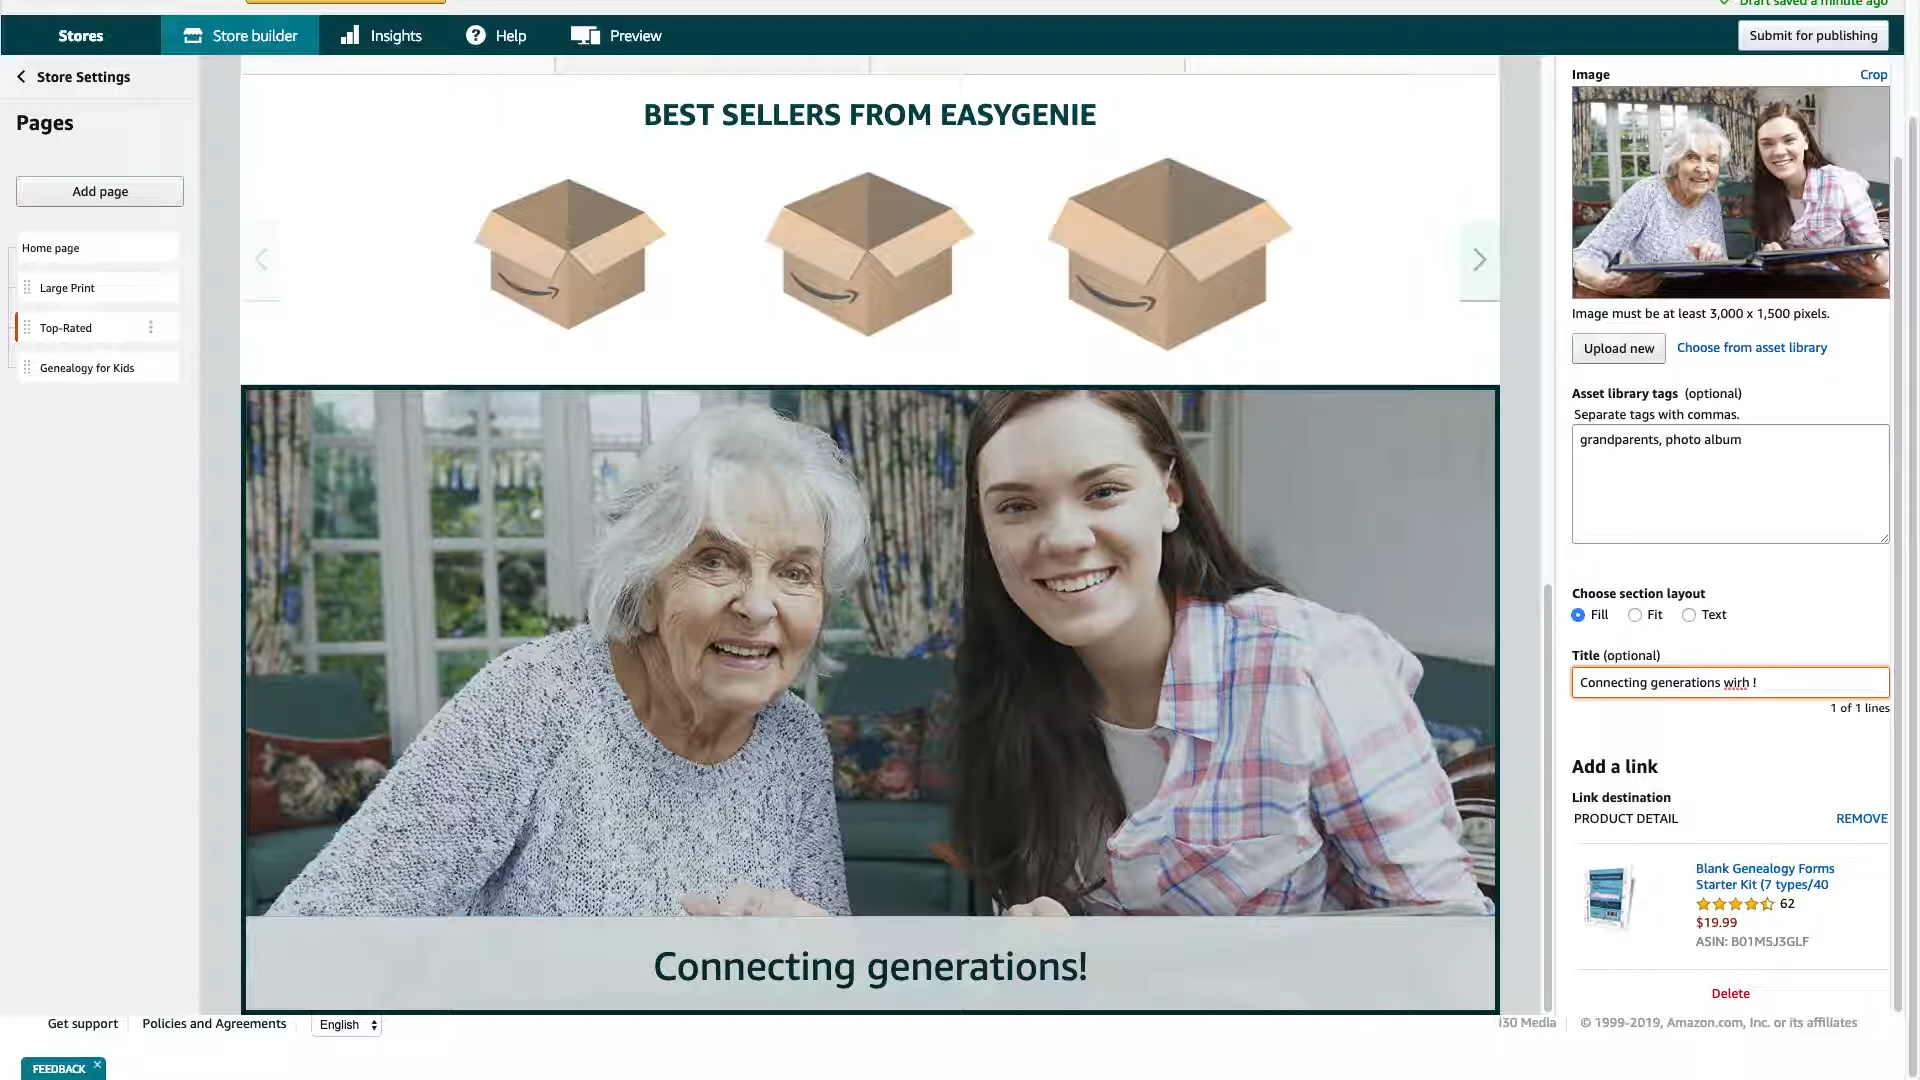 Draft saved a minute ago
Stores
Store builder
Insights
Help
Preview
Submit for publishing
Store Settings
Pages
Add page
Home page
Large Print
Top-Rated
Genealogy for Kids
BEST SELLERS FROM EASYGENIE
Connecting generations!
Image
Crop
Image must be at least 3,000 x 1,500 pixels.
Upload new
Choose from asset library
Asset library tags (optional)
Separate tags with commas.
grandparents, photo album
Choose section layout
Fill
Fit
Text
Title (optional)
Connecting generations wirh !
1 of 1 lines
Add a link
Link destination
PRODUCT DETAIL
REMOVE
Blank Genealogy Forms
Starter Kit (7 types/40
62
$19.99
ASIN: B01M5J3GLF
Delete
Get support
Policies and Agreements
English
i30 Media
© 1999-2019, Amazon.com, Inc. or its affiliates
FEEDBACK